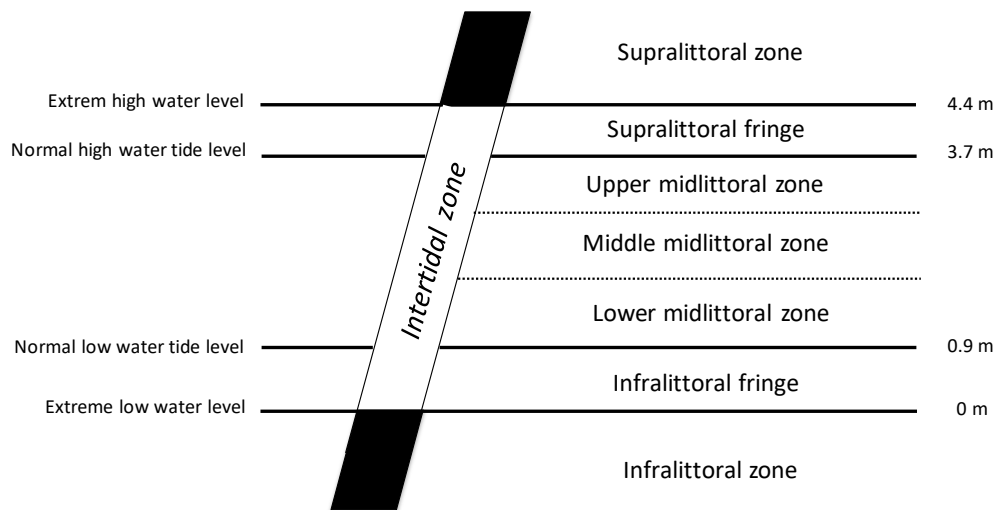 Supralittoral zone
Extrem high water level
4.4 m
Supralittoral fringe
Normal high water tide level
3.7 m
Upper midlittoral zone
Middle midlittoral zone
Intertidal zone
Lower midlittoral zone
Normal low water tide level
0.9 m
Infralittoral fringe
Extreme low water level
0 m
Infralittoral zone